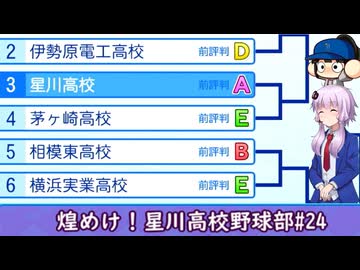 2 伊勢原電工高校 前評判 D
3 星川高校 前評判 A
4 茅ヶ崎高校 前評判 E
5 相模東高校 前評判 B
6 横浜実業高校 前評判 E
煌めけ！星川高校野球部#24